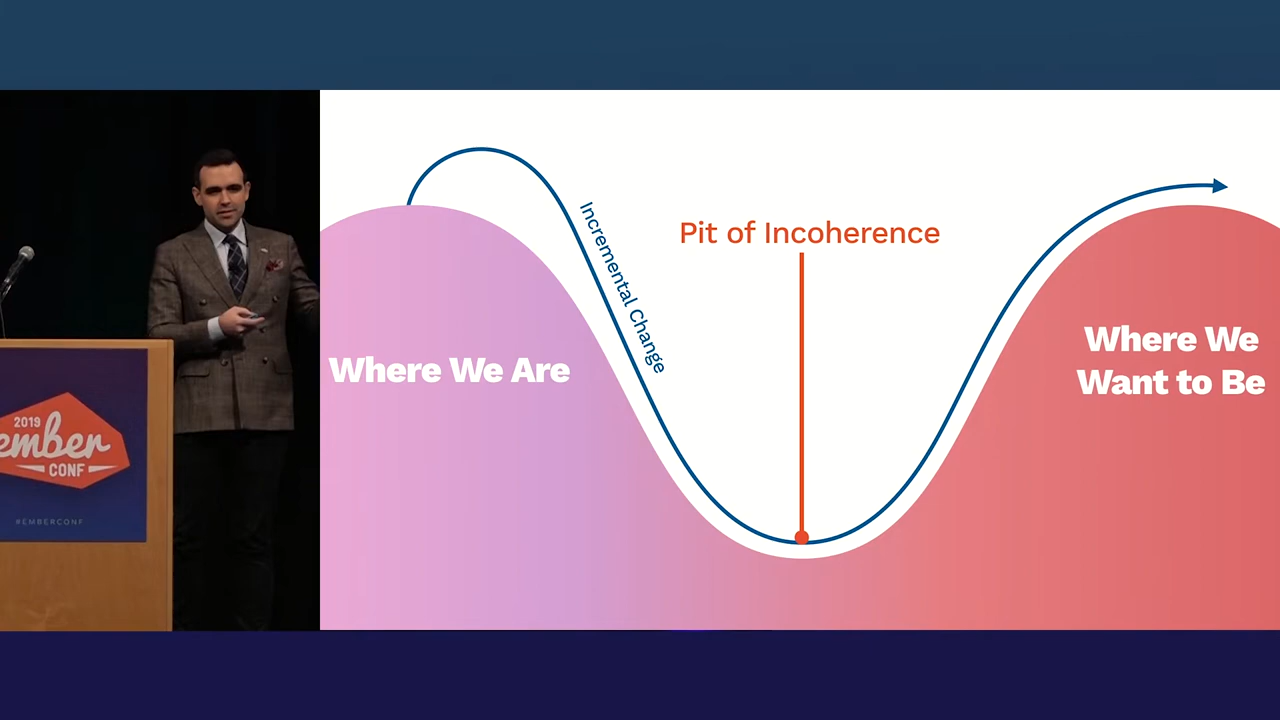 2019
ember
CONF
#EMBERCONF
Incremental Change
Pit of Incoherence
Where We Are
Where We
Want to Be